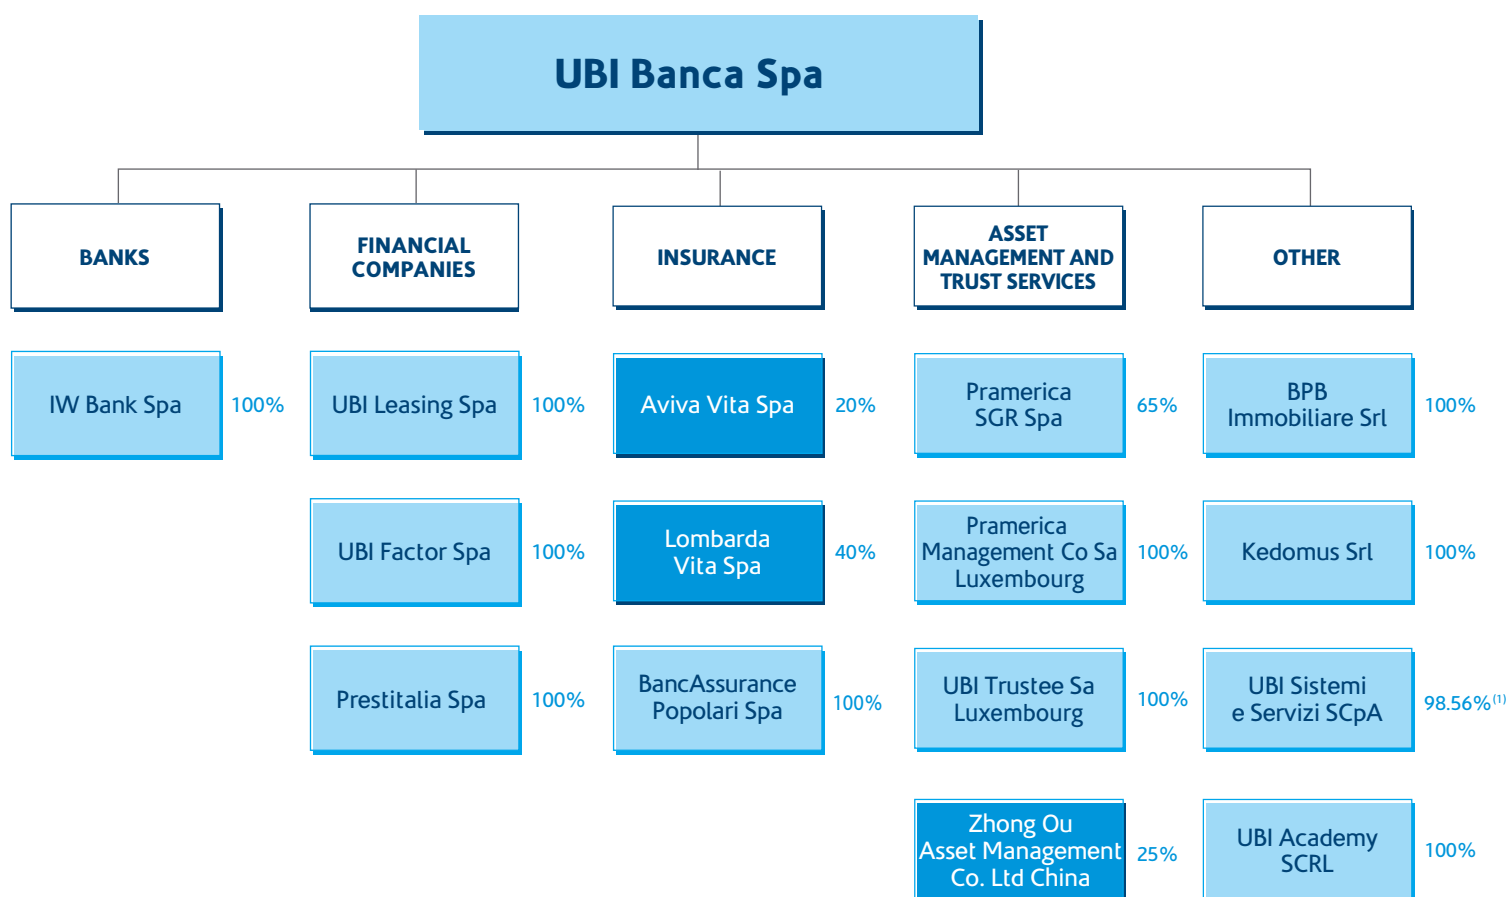 UBI Banca Spa
BANKS
FINANCIAL
COMPANIES
INSURANCE
ASSET
MANAGEMENT AND
TRUST SERVICES
OTHER
IW Bank Spa
100%
UBI Leasing Spa
100%
Aviva Vita Spa
20%
Pramerica
SGR Spa
65%
BPB
Immobiliare Srl
100%
UBI Factor Spa
100%
Lombarda
Vita Spa
40%
Pramerica
Management Co Sa
Luxembourg
100%
Kedomus Srl
100%
Prestitalia Spa
100%
BancAssurance
Popolari Spa
100%
UBI Trustee Sa
Luxembourg
100%
UBI Sistemi
e Servizi SCpA
98.56%(1)
Zhong Ou
Asset Management
Co. Ltd China
25%
UBI Academy
SCRL
100%